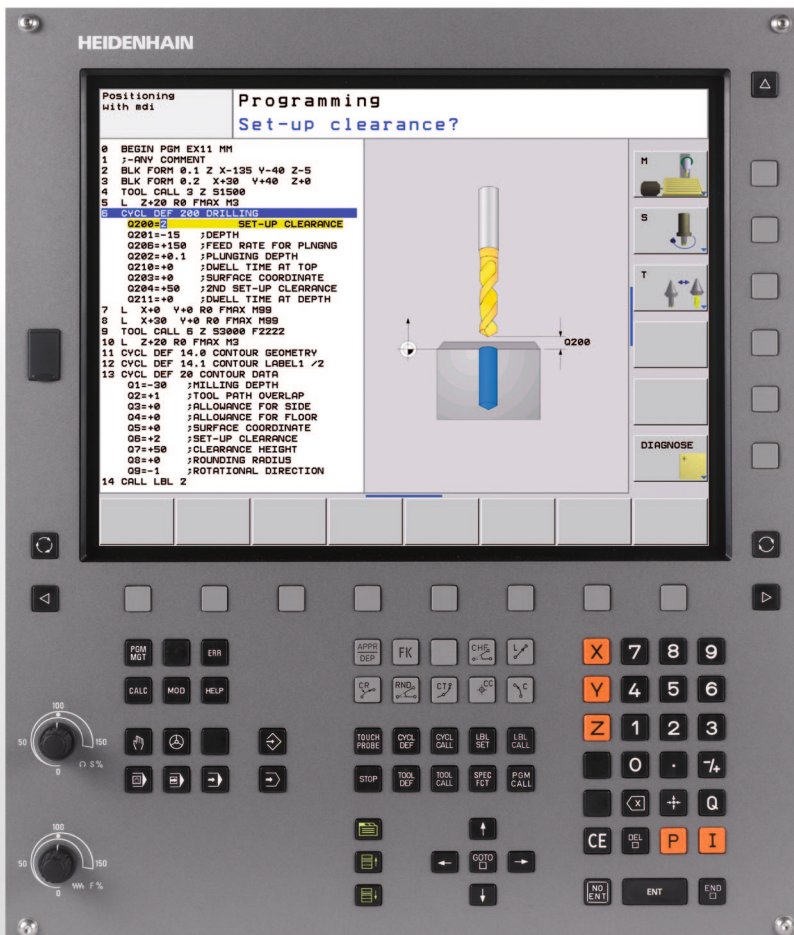 HEIDENHAIN
Positioning
with mdi
Programming
Set-up clearance?
0 BEGIN PGM EX11 MM
1 ;-ANY COMMENT
2 BLK FORM 0.1 Z X-135 Y-40 Z-5
3 BLK FORM 0.2 X+30 Y+40 Z+0
4 TOOL CALL 3 Z S1500
5 L Z+20 R0 FMAX M3
6 CYCL DEF 200 DRILLING
Q200=2 SET-UP CLEARANCE
Q201=-15 ;DEPTH
Q206=+150 ;FEED RATE FOR PLNGNG
Q202=+0.1 ;PLUNGING DEPTH
Q210=+0 ;DWELL TIME AT TOP
Q203=+0 ;SURFACE COORDINATE
Q204=+50 ;2ND SET-UP CLEARANCE
Q211=+0 ;DWELL TIME AT DEPTH
7 L X+0 Y+0 R0 FMAX M99
8 L X+30 Y+0 R0 FMAX M99
9 TOOL CALL 6 Z S3000 F2222
10 L Z+20 R0 FMAX M3
11 CYCL DEF 14.0 CONTOUR GEOMETRY
12 CYCL DEF 14.1 CONTOUR LABEL1 /2
13 CYCL DEF 20 CONTOUR DATA
Q1=-30 ;MILLING DEPTH
Q2=+1 ;TOOL PATH OVERLAP
Q3=+0 ;ALLOWANCE FOR SIDE
Q4=+0 ;ALLOWANCE FOR FLOOR
Q5=+0 ;SURFACE COORDINATE
Q6=+2 ;SET-UP CLEARANCE
Q7=+50 ;CLEARANCE HEIGHT
Q8=+0 ;ROUNDING RADIUS
Q9=-1 ;ROTATIONAL DIRECTION
14 CALL LBL 2
Q200
M
S
T
DIAGNOSE
PGM MGT
ERR
CALC
MOD
HELP
APPR DEP
FK
CHF
L
CR
RND
CT
CC
C
TOUCH PROBE
CYCL DEF
CYCL CALL
LBL SET
LBL CALL
STOP
TOOL DEF
TOOL CALL
SPEC FCT
PGM CALL
GOTO
X 7 8 9
Y 4 5 6
Z 1 2 3
0 . -/+
X
Q
CE
DEL
P
I
NO ENT
ENT
END
100
50
150
0
S %
100
50
150
0
F %